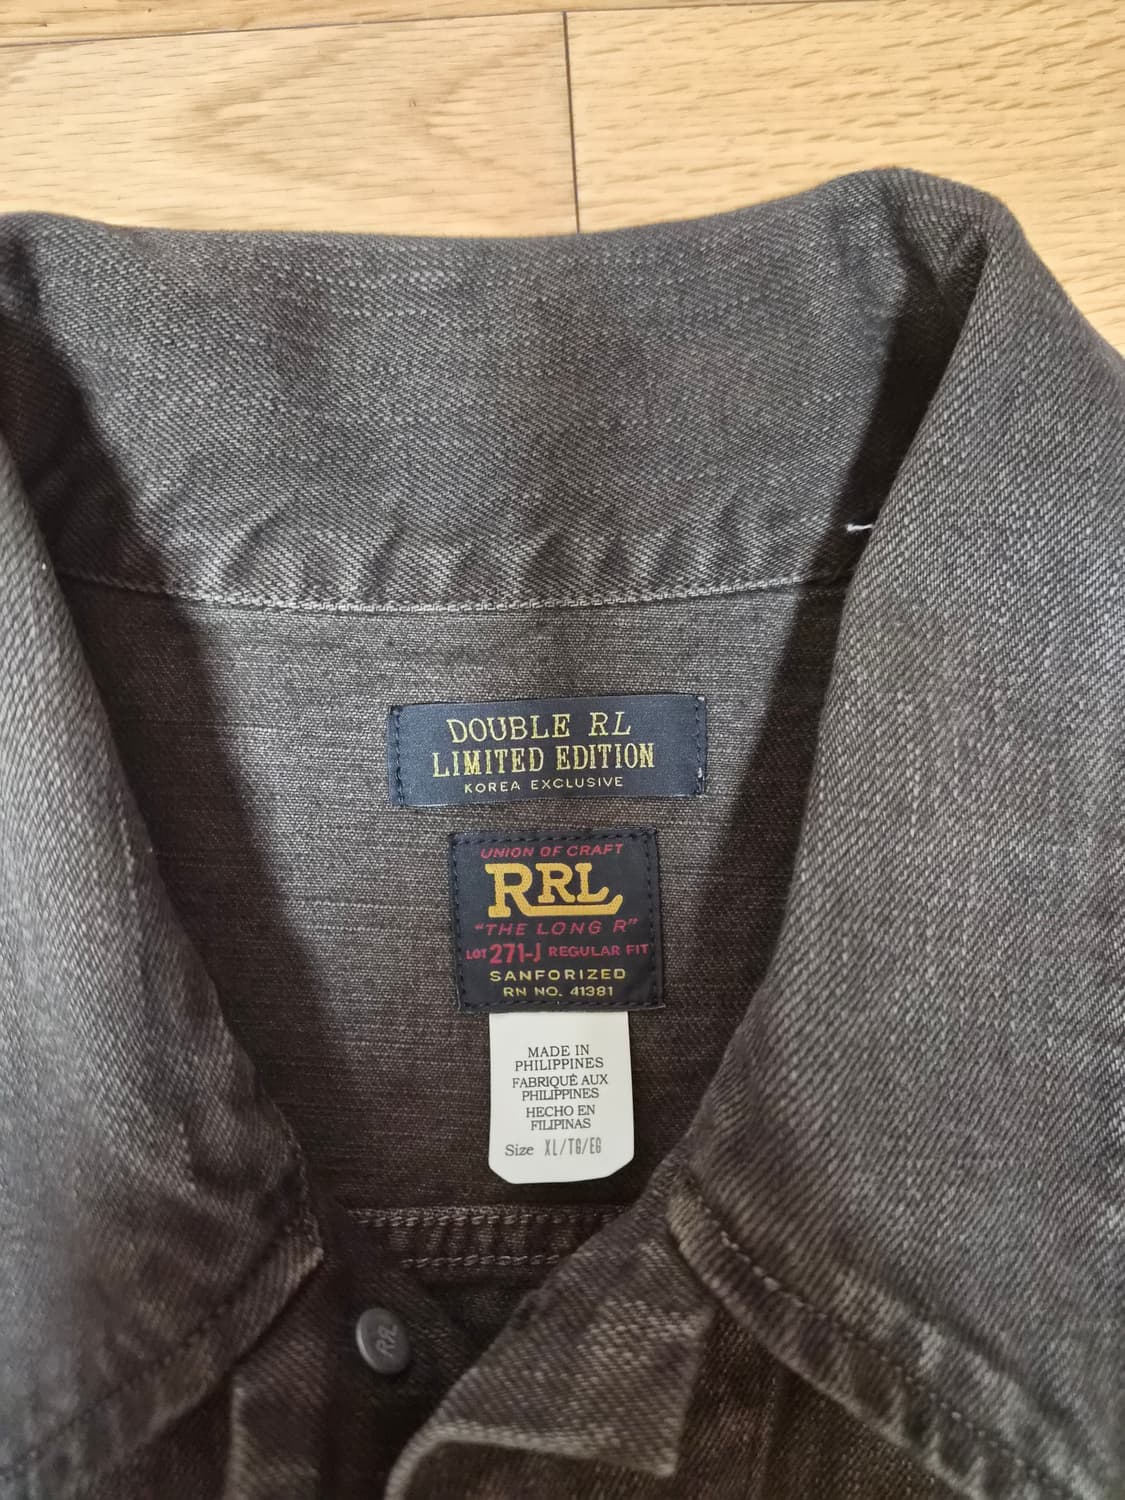 DOUBLE RL
LIMITED EDITION
KOREA EXCLUSIVE
UNION OF CRAFT
RRL
"THE LONG R"
LOT 271-J REGULAR FIT
SANFORIZED
RN NO. 41381
MADE IN
PHILIPPINES
FABRIQUÉ AUX
PHILIPPINES
HECHO EN
FILIPINAS
Size XL/TG/EG
RRL